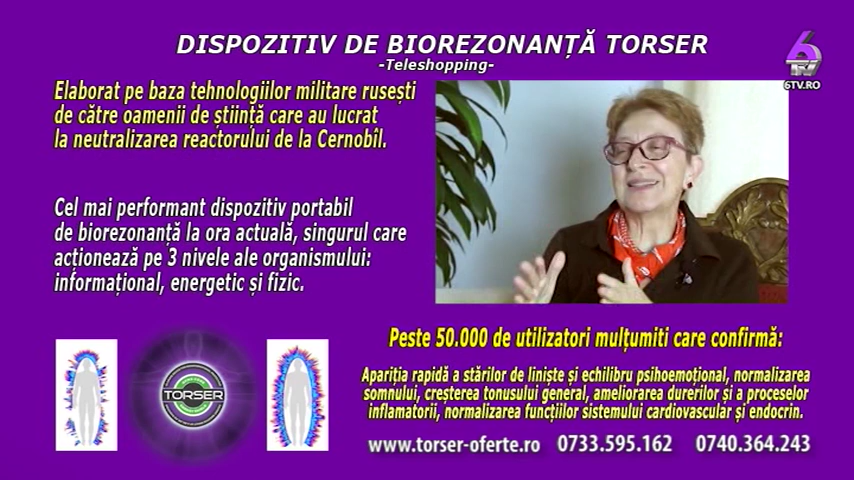 DISPOZITIV DE BIOREZONANȚĂ TORSER
-Teleshopping-
6
TV
6TV.RO
Elaborat pe baza tehnologiilor militare rusești
de către oamenii de știință care au lucrat
la neutralizarea reactorului de la Cernobîl.
Cel mai performant dispozitiv portabil
de biorezonanță la ora actuală, singurul care
acționează pe 3 nivele ale organismului:
informațional, energetic și fizic.
TORSER
Peste 50.000 de utilizatori mulțumiti care confirmă:
Apariția rapidă a stărilor de liniște și echilibru psihoemoțional, normalizarea
somnului, creșterea tonusului general, ameliorarea durerilor și a proceselor
inflamatorii, normalizarea funcțiilor sistemului cardiovascular și endocrin.
www.torser-oferte.ro 0733.595.162 0740.364.243